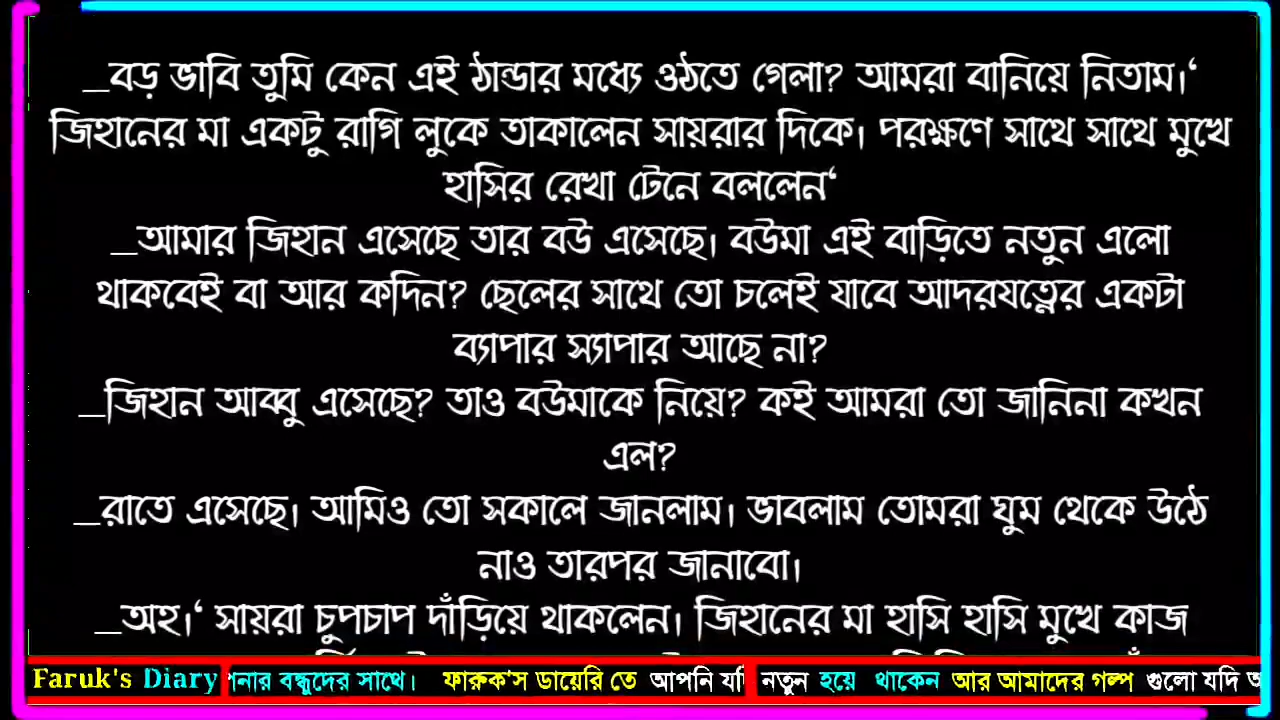 _বড় ভাবি তুমি কেন এই ঠান্ডার মধ্যে ওঠতে গেলা? আমরা বানিয়ে নিতাম।‘
জিহানের মা একটু রাগি লুকে তাকালেন সায়রার দিকে। পরক্ষণে সাথে সাথে মুখে
হাসির রেখা টেনে বললেন‘
_আমার জিহান এসেছে তার বউ এসেছে। বউমা এই বাড়িতে নতুন এলো
থাকবেই বা আর কদিন? ছেলের সাথে তো চলেই যাবে আদরযত্নের একটা
ব্যাপার স্যাপার আছে না?
_জিহান আব্বু এসেছে? তাও বউমাকে নিয়ে? কই আমরা তো জানিনা কখন
এল?
_রাতে এসেছে। আমিও তো সকালে জানলাম। ভাবলাম তোমরা ঘুম থেকে উঠে
নাও তারপর জানাবো।
_অহ।‘ সায়রা চুপচাপ দাঁড়িয়ে থাকলেন। জিহানের মা হাসি হাসি মুখে কাজ
Faruk's Diary পনার বন্ধুদের সাথে। ফারুক'স ডায়েরি তে আপনি যদি নতুন হয়ে থাকেন আর আমাদের গল্প গুলো যদি